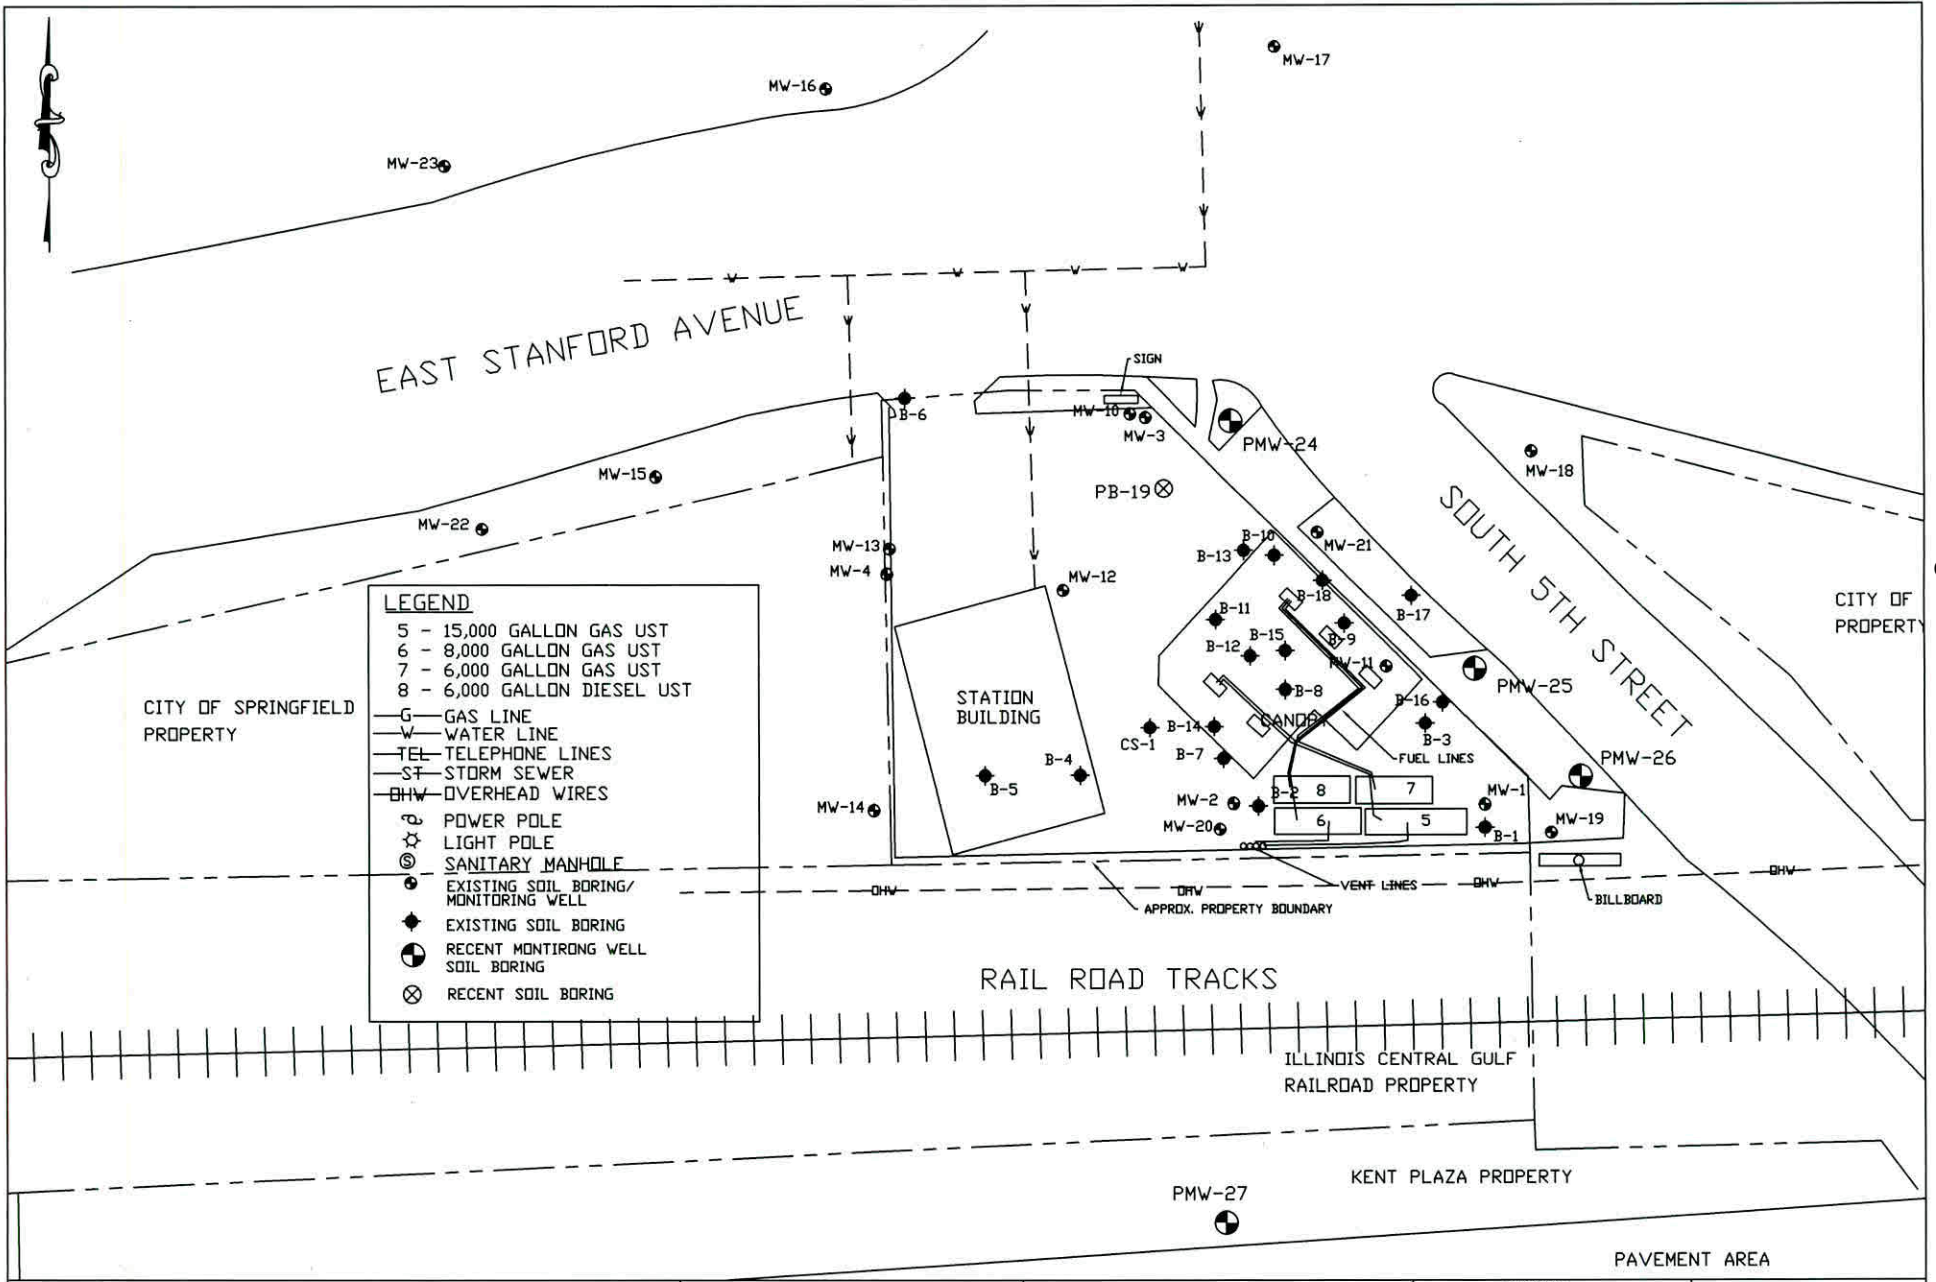 MW-17
MW-16
MW-23
W
W
W
W
W
W
W
EAST STANFORD AVENUE
W
W
W
W
W
SIGN
B-6
MW-10
MW-3
PMW-24
MW-18
MW-15
PB-19
SOUTH 5TH STREET
MW-22
MW-13
MW-4
MW-12
B-10
B-13
MW-21
B-18
B-17
B-11
B-15
B-12
B-9
MW-11
B-8
PMW-25
B-16
B-14
CANOPY
B-3
CS-1
B-7
FUEL LINES
PMW-26
CITY OF
PROPERTY
CITY OF SPRINGFIELD
PROPERTY
STATION
BUILDING
B-5
B-4
8
7
6
5
MW-2
B-2
MW-1
MW-20
B-1
MW-19
MW-14
LEGEND
5 - 15,000 GALLON GAS UST
6 - 8,000 GALLON GAS UST
7 - 6,000 GALLON GAS UST
8 - 6,000 GALLON DIESEL UST
G GAS LINE
W WATER LINE
TEL TELEPHONE LINES
ST STORM SEWER
OHW OVERHEAD WIRES
POWER POLE
LIGHT POLE
S SANITARY MANHOLE
EXISTING SOIL BORING/
MONITORING WELL
EXISTING SOIL BORING
RECENT MONTIRONG WELL
SOIL BORING
RECENT SOIL BORING
OHW
OHW
VENT LINES
OHW
OHW
BILLBOARD
APPROX. PROPERTY BOUNDARY
RAIL ROAD TRACKS
ILLINOIS CENTRAL GULF
RAILROAD PROPERTY
KENT PLAZA PROPERTY
PMW-27
PAVEMENT AREA